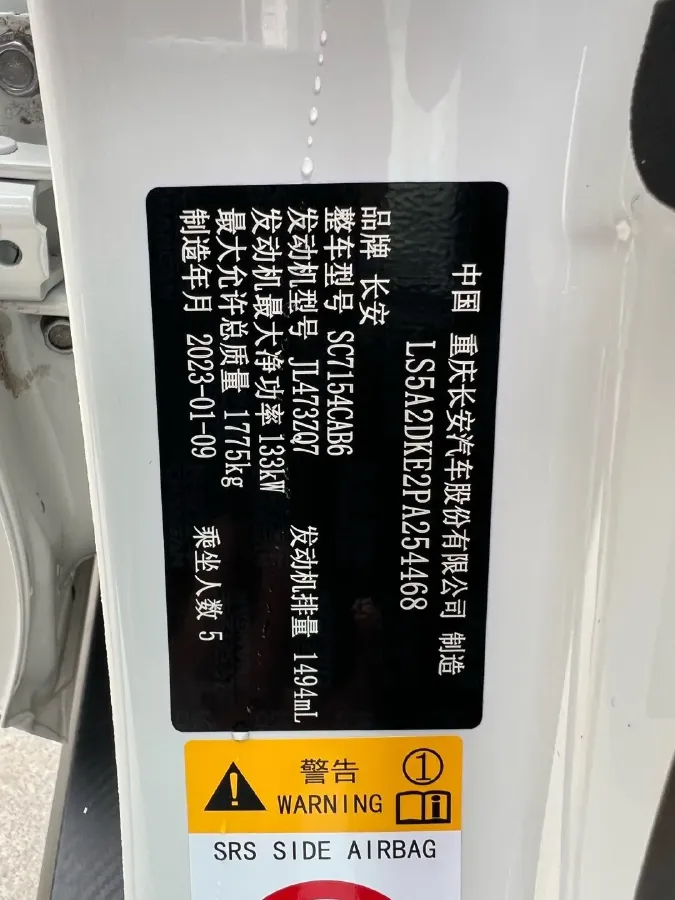 中国 重庆长安汽车股份有限公司 制造
LS5A2DKE2PA254468
品牌 长安
整车型号 SC7154CAB6
发动机型号 JL473ZQ7 发动机排量 1494mL
发动机最大净功率 133kW
最大允许总质量 1775kg
制造年月 2023-01-09 乘坐人数 5
警告 1
WARNING i
SRS SIDE AIRBAG